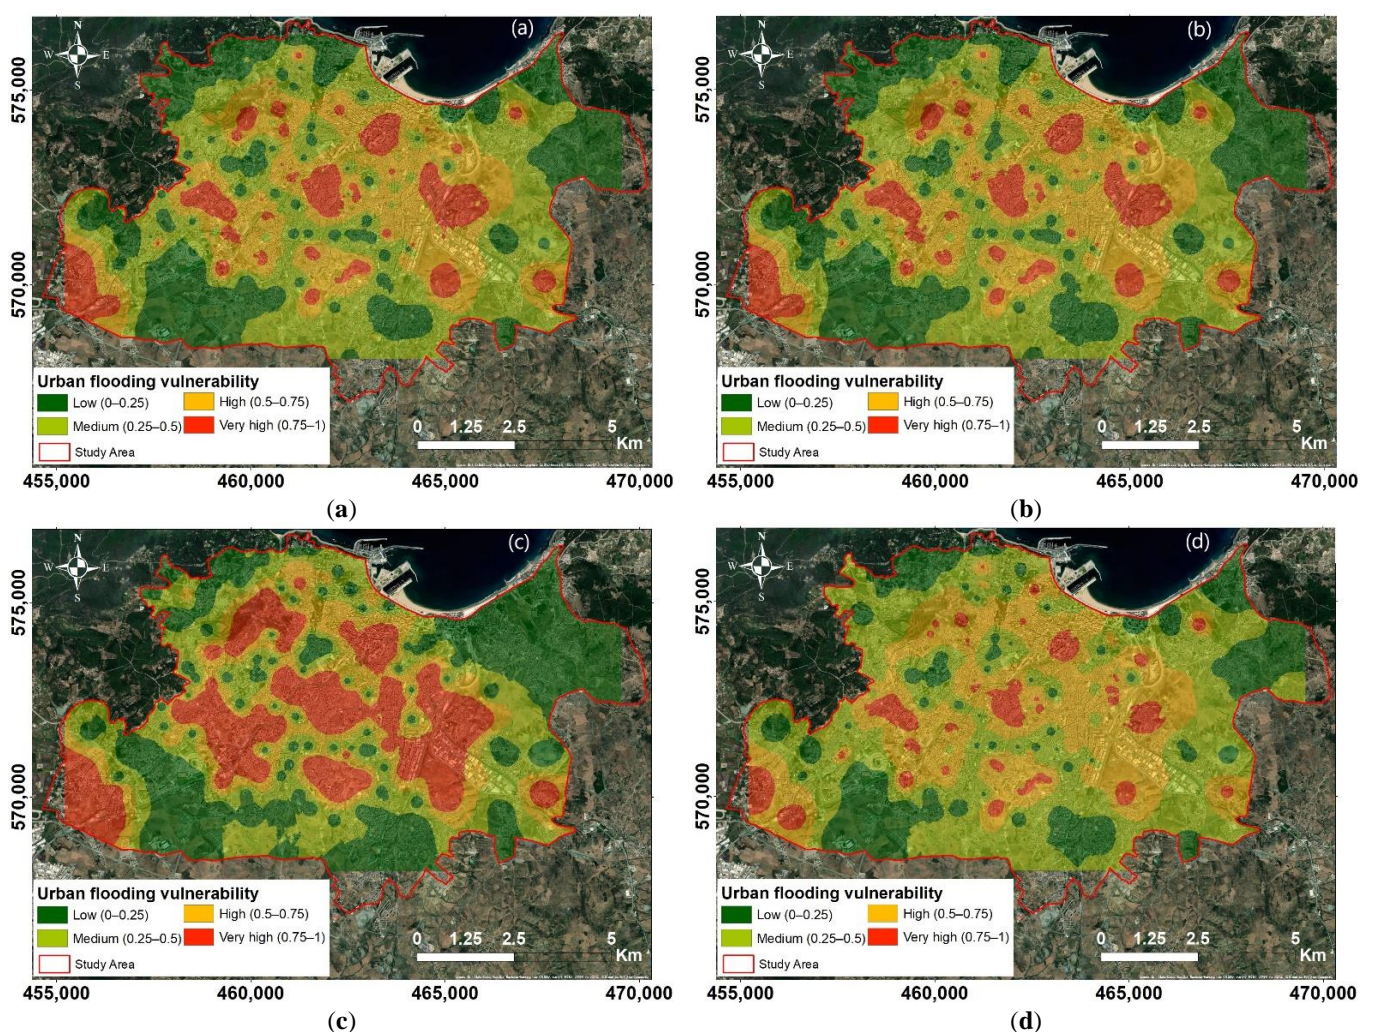 (a)
N
W E
S
575,000
570,000
Urban flooding vulnerability
Low (0–0.25) High (0.5–0.75)
Medium (0.25–0.5) Very high (0.75–1)
Study Area
0 1.25 2.5 5
Km
455,000 460,000 465,000 470,000
(a)
(b)
N
W E
S
575,000
570,000
Urban flooding vulnerability
Low (0–0.25) High (0.5–0.75)
Medium (0.25–0.5) Very high (0.75–1)
Study Area
0 1.25 2.5 5
Km
455,000 460,000 465,000 470,000
(b)
(c)
N
W E
S
575,000
570,000
Urban flooding vulnerability
Low (0–0.25) High (0.5–0.75)
Medium (0.25–0.5) Very high (0.75–1)
Study Area
0 1.25 2.5 5
Km
455,000 460,000 465,000 470,000
(c)
(d)
N
W E
S
575,000
570,000
Urban flooding vulnerability
Low (0–0.25) High (0.5–0.75)
Medium (0.25–0.5) Very high (0.75–1)
Study Area
0 1.25 2.5 5
Km
455,000 460,000 465,000 470,000
(d)